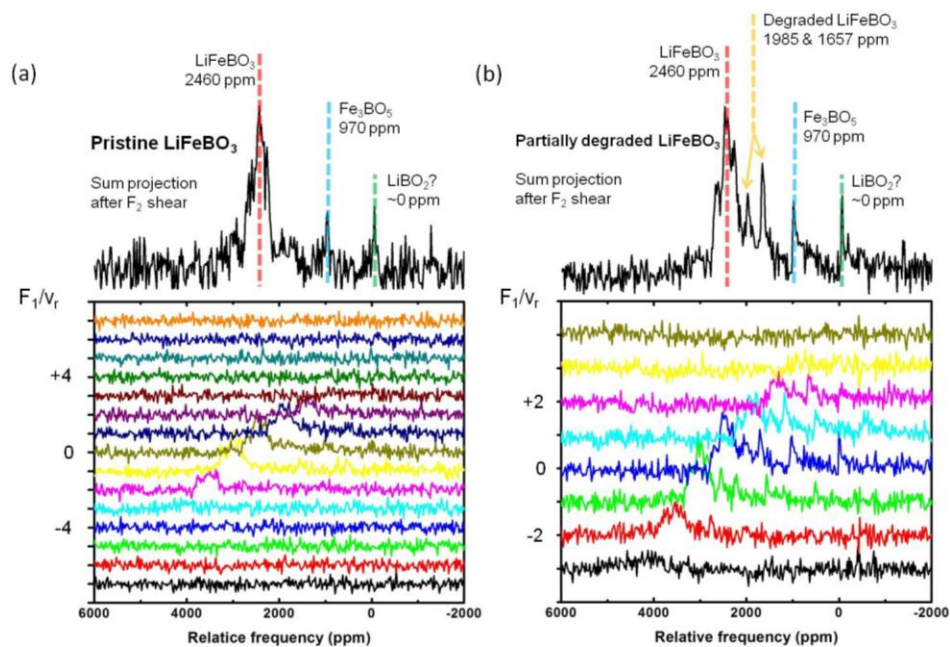 (a)
LiFeBO₃
2460 ppm
Pristine LiFeBO₃
Fe₃BO₅
970 ppm
Sum projection
after F₂ shear
LiBO₂?
~0 ppm
F₁/νᵣ
+4
0
-4
6000 4000 2000 0 -2000
Relatice frequency (ppm)
(b)
Degraded LiFeBO₃
1985 & 1657 ppm
LiFeBO₃
2460 ppm
Fe₃BO₅
970 ppm
Partially degraded LiFeBO₃
Sum projection
after F₂ shear
LiBO₂?
~0 ppm
F₁/νᵣ
+2
0
-2
6000 4000 2000 0 -2000
Relative frequency (ppm)